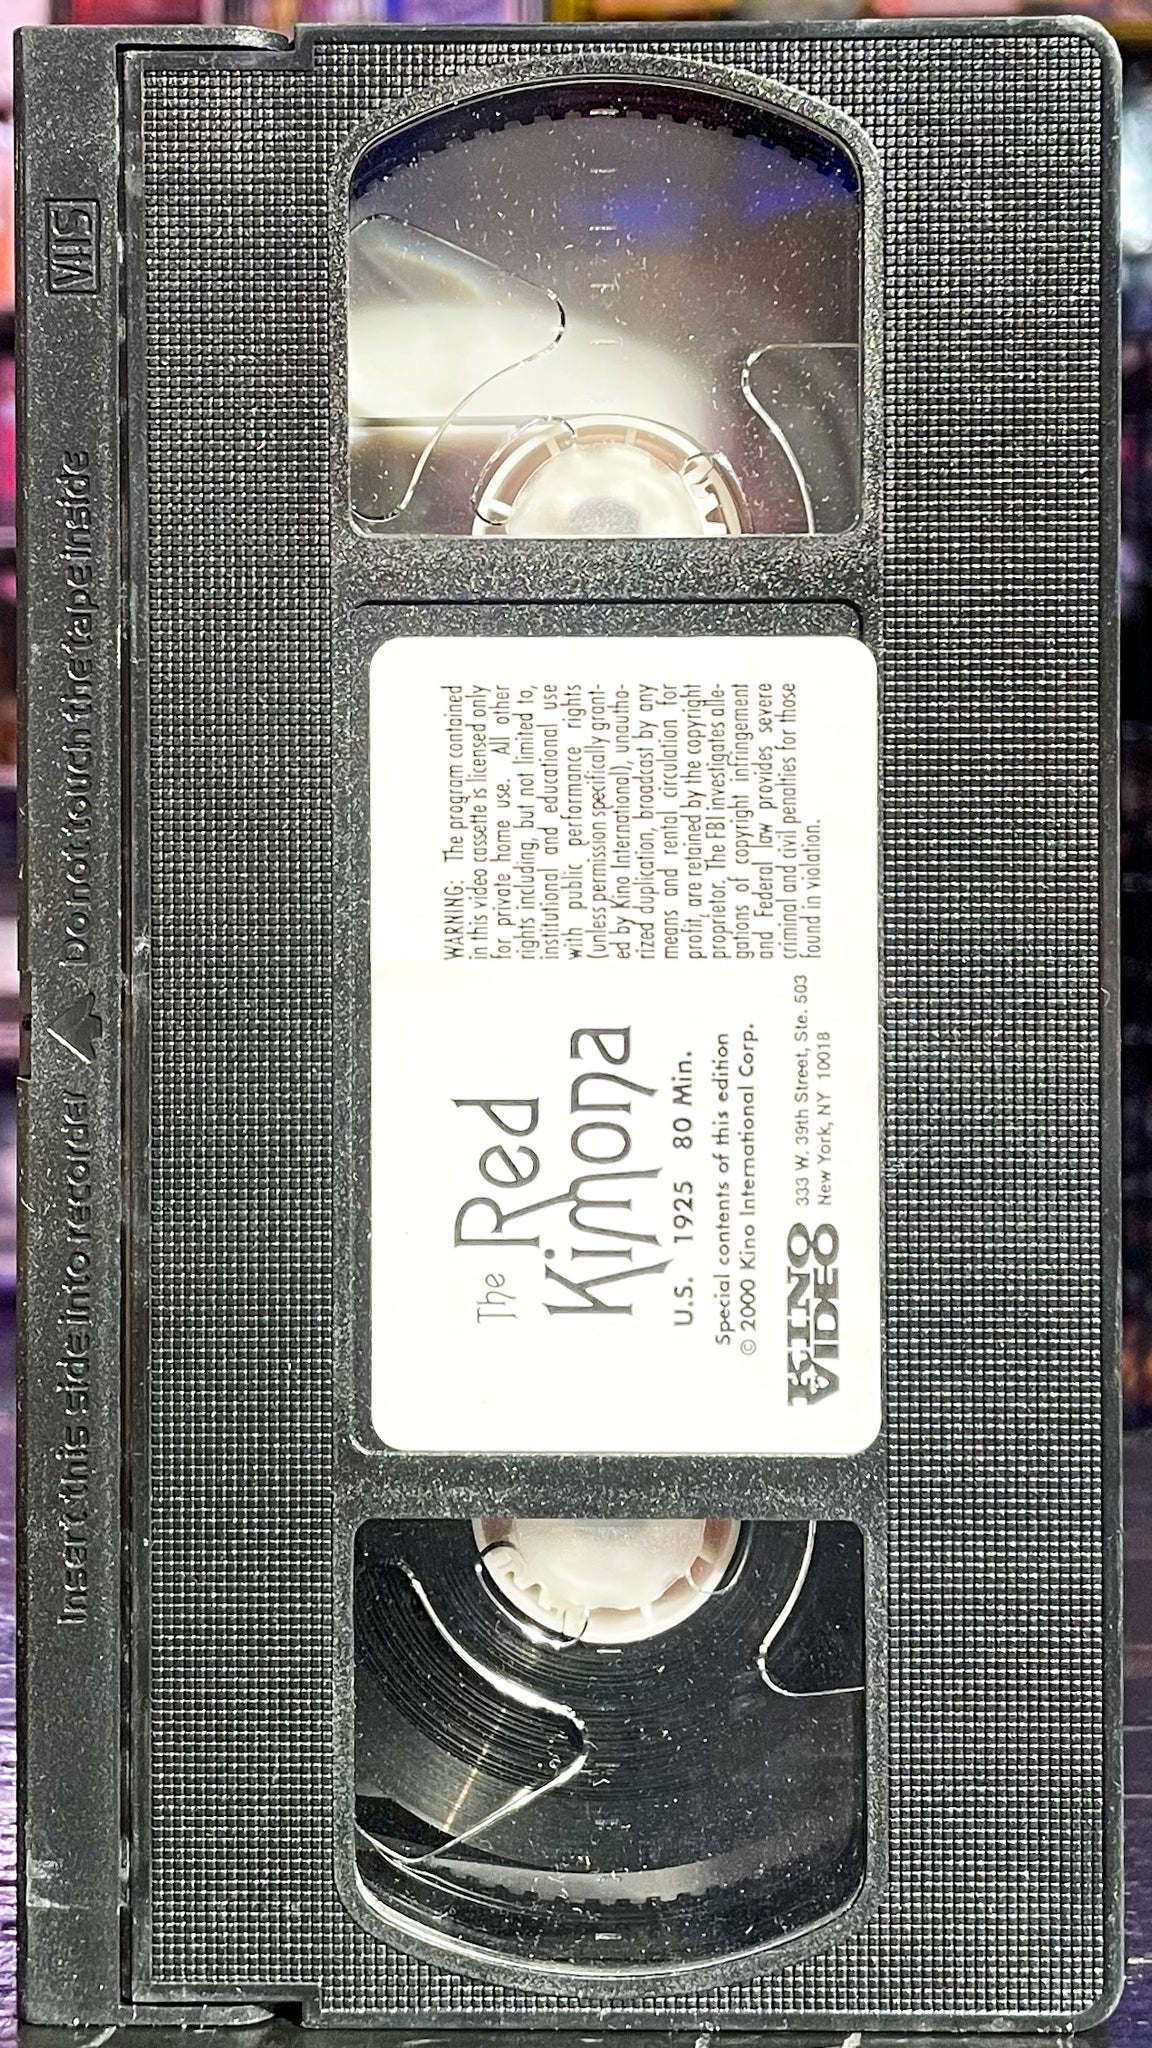 VHS
Insert this side into recorder
Do not touch the tape inside
The
Red
Kimona
U.S. 1925 80 Min.
Special contents of this edition
© 2000 Kino International Corp.
KINO
VIDEO
333 W. 39th Street, Ste. 503
New York, NY 10018
WARNING: The program contained
in this video cassette is licensed only
for private home use. All other
rights including, but not limited to,
institutional and educational use
with public performance rights
(unless permission specifically grant-
ed by Kino International), unautho-
rized duplication, broadcast by any
means and rental circulation for
profit, are retained by the copyright
proprietor. The FBI investigates alle-
gations of copyright infringement
and Federal law provides severe
criminal and civil penalties for those
found in violation.